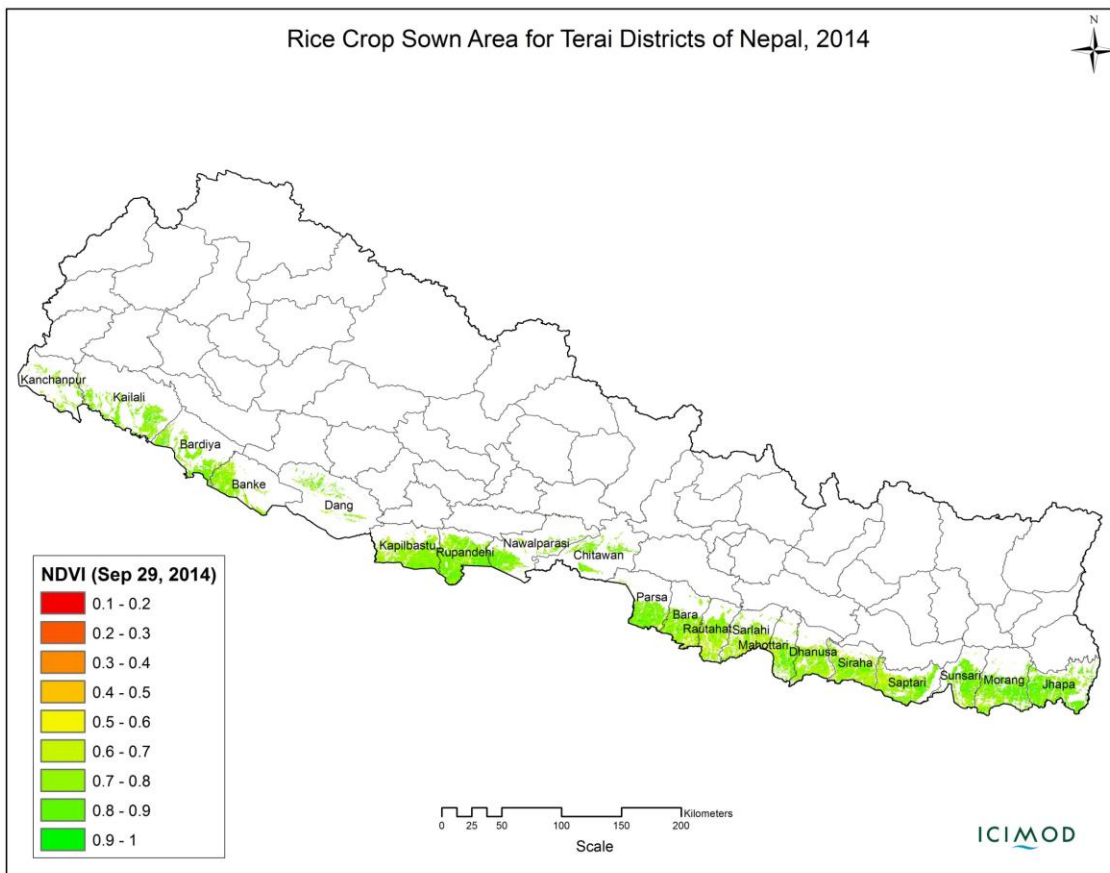 Rice Crop Sown Area for Terai Districts of Nepal, 2014
N
Kanchanpur
Kailali
Bardiya
Banke
Dang
Kapilbastu
Rupandehi
Nawalparasi
Chitawan
Parsa
Bara
Rautahat
Sarlahi
Mahottari
Dhanusa
Siraha
Saptari
Sunsari
Morang
Jhapa
NDVI (Sep 29, 2014)
0.1 - 0.2
0.2 - 0.3
0.3 - 0.4
0.4 - 0.5
0.5 - 0.6
0.6 - 0.7
0.7 - 0.8
0.8 - 0.9
0.9 - 1
Kilometers
0 25 50 100 150 200
Scale
ICIMOD